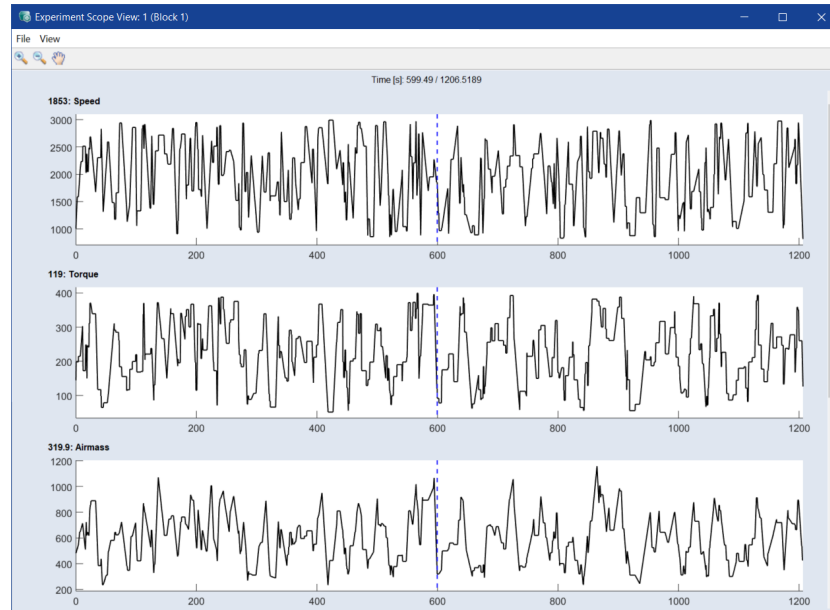 Experiment Scope View: 1 (Block 1)
File View
Time [s]: 599.49 / 1206.5189
1853: Speed
3000
2500
2000
1500
1000
0 200 400 600 800 1000 1200
119: Torque
400
300
200
100
0 200 400 600 800 1000 1200
319.9: Airmass
1200
1000
800
600
400
200
0 200 400 600 800 1000 1200